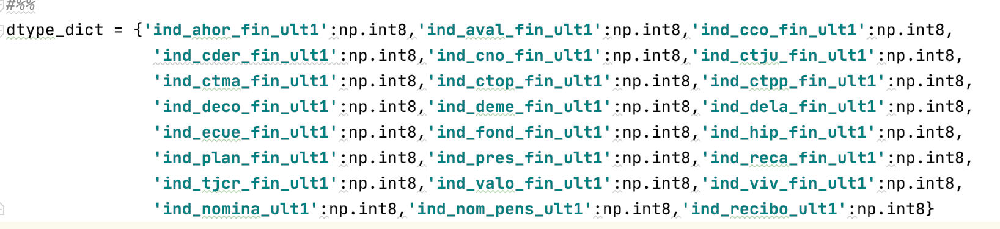 #%%
dtype_dict = {'ind_ahor_fin_ult1':np.int8,'ind_aval_fin_ult1':np.int8,'ind_cco_fin_ult1':np.int8,
'ind_cder_fin_ult1':np.int8,'ind_cno_fin_ult1':np.int8,'ind_ctju_fin_ult1':np.int8,
'ind_ctma_fin_ult1':np.int8,'ind_ctop_fin_ult1':np.int8,'ind_ctpp_fin_ult1':np.int8,
'ind_deco_fin_ult1':np.int8,'ind_deme_fin_ult1':np.int8,'ind_dela_fin_ult1':np.int8,
'ind_ecue_fin_ult1':np.int8,'ind_fond_fin_ult1':np.int8,'ind_hip_fin_ult1':np.int8,
'ind_plan_fin_ult1':np.int8,'ind_pres_fin_ult1':np.int8,'ind_reca_fin_ult1':np.int8,
'ind_tjcr_fin_ult1':np.int8,'ind_valo_fin_ult1':np.int8,'ind_viv_fin_ult1':np.int8,
'ind_nomina_ult1':np.int8,'ind_nom_pens_ult1':np.int8,'ind_recibo_ult1':np.int8}